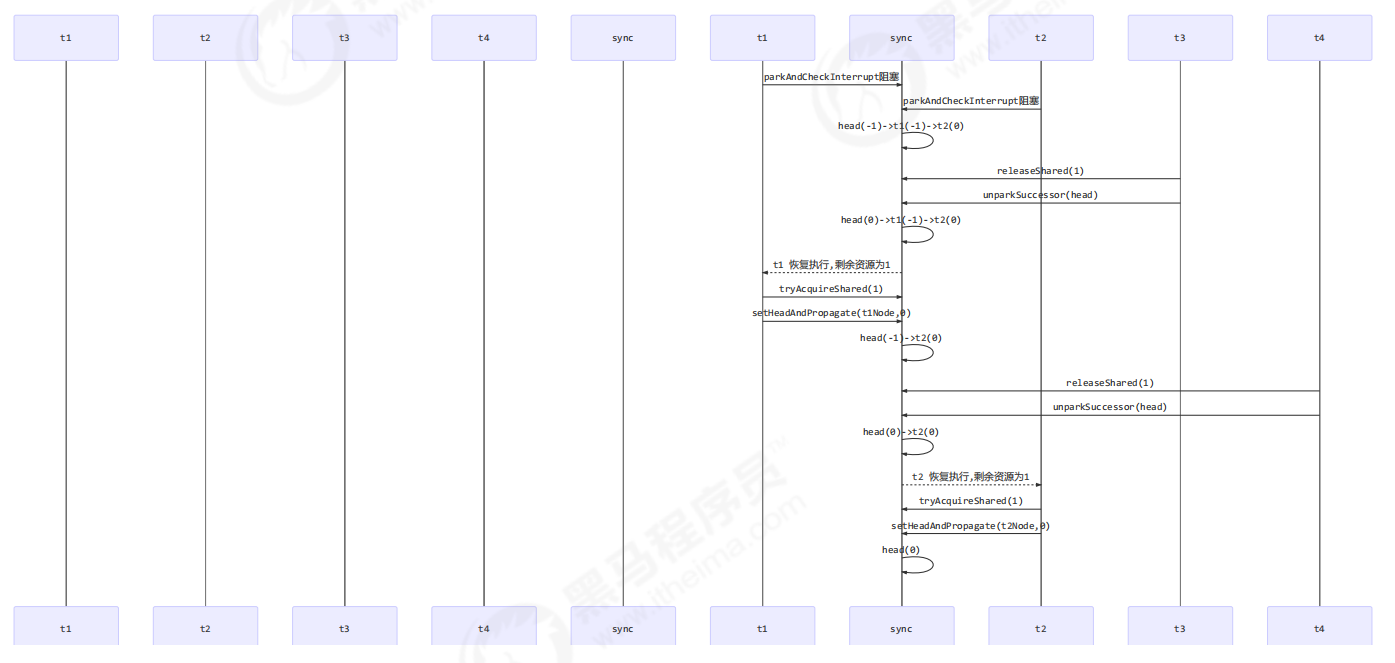 t1 t2 t3 t4 sync t1 sync t2 t3 t4
parkAndCheckInterrupt阻塞
parkAndCheckInterrupt阻塞
head(-1)->t1(-1)->t2(0)
releaseShared(1)
unparkSuccessor(head)
head(0)->t1(-1)->t2(0)
t1 恢复执行,剩余资源为1
tryAcquireShared(1)
setHeadAndPropagate(t1Node,0)
head(-1)->t2(0)
releaseShared(1)
unparkSuccessor(head)
head(0)->t2(0)
t2 恢复执行,剩余资源为1
tryAcquireShared(1)
setHeadAndPropagate(t2Node,0)
head(0)
t1 t2 t3 t4 sync t1 sync t2 t3 t4
黑马程序员
www.itheima.com